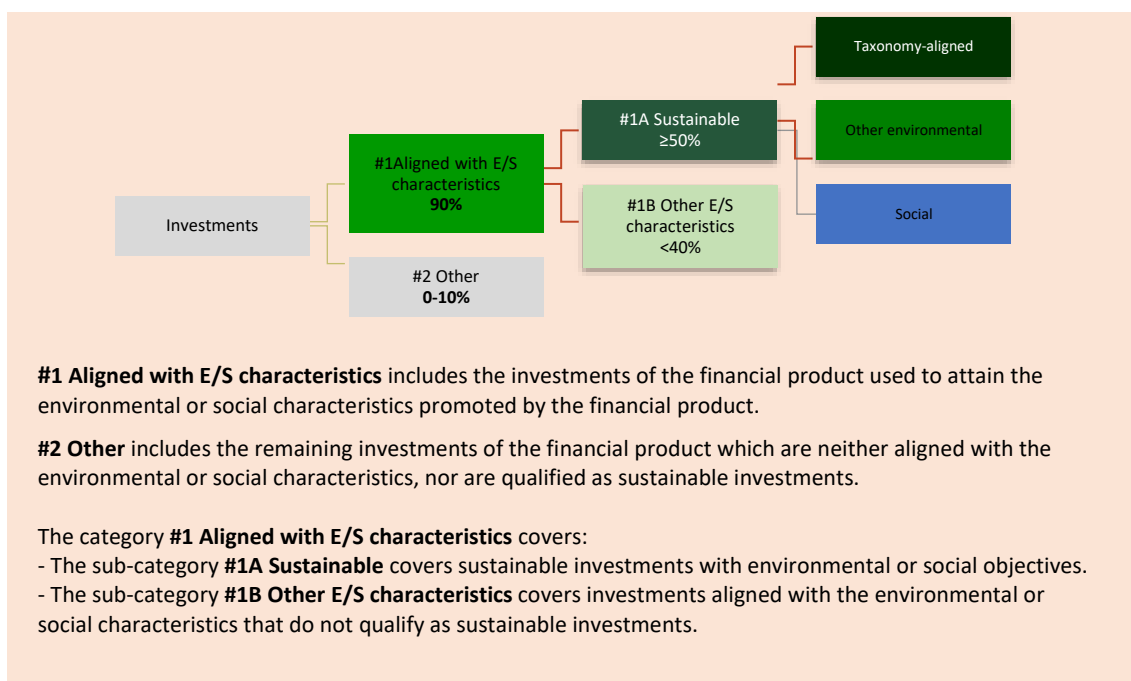 Taxonomy-aligned
#1A Sustainable
≥50%
Other environmental
#1Aligned with E/S
characteristics
90%
#1B Other E/S
characteristics
<40%
Social
Investments
#2 Other
0-10%
#1 Aligned with E/S characteristics includes the investments of the financial product used to attain the
environmental or social characteristics promoted by the financial product.
#2 Other includes the remaining investments of the financial product which are neither aligned with the
environmental or social characteristics, nor are qualified as sustainable investments.
The category #1 Aligned with E/S characteristics covers:
- The sub-category #1A Sustainable covers sustainable investments with environmental or social objectives.
- The sub-category #1B Other E/S characteristics covers investments aligned with the environmental or
social characteristics that do not qualify as sustainable investments.